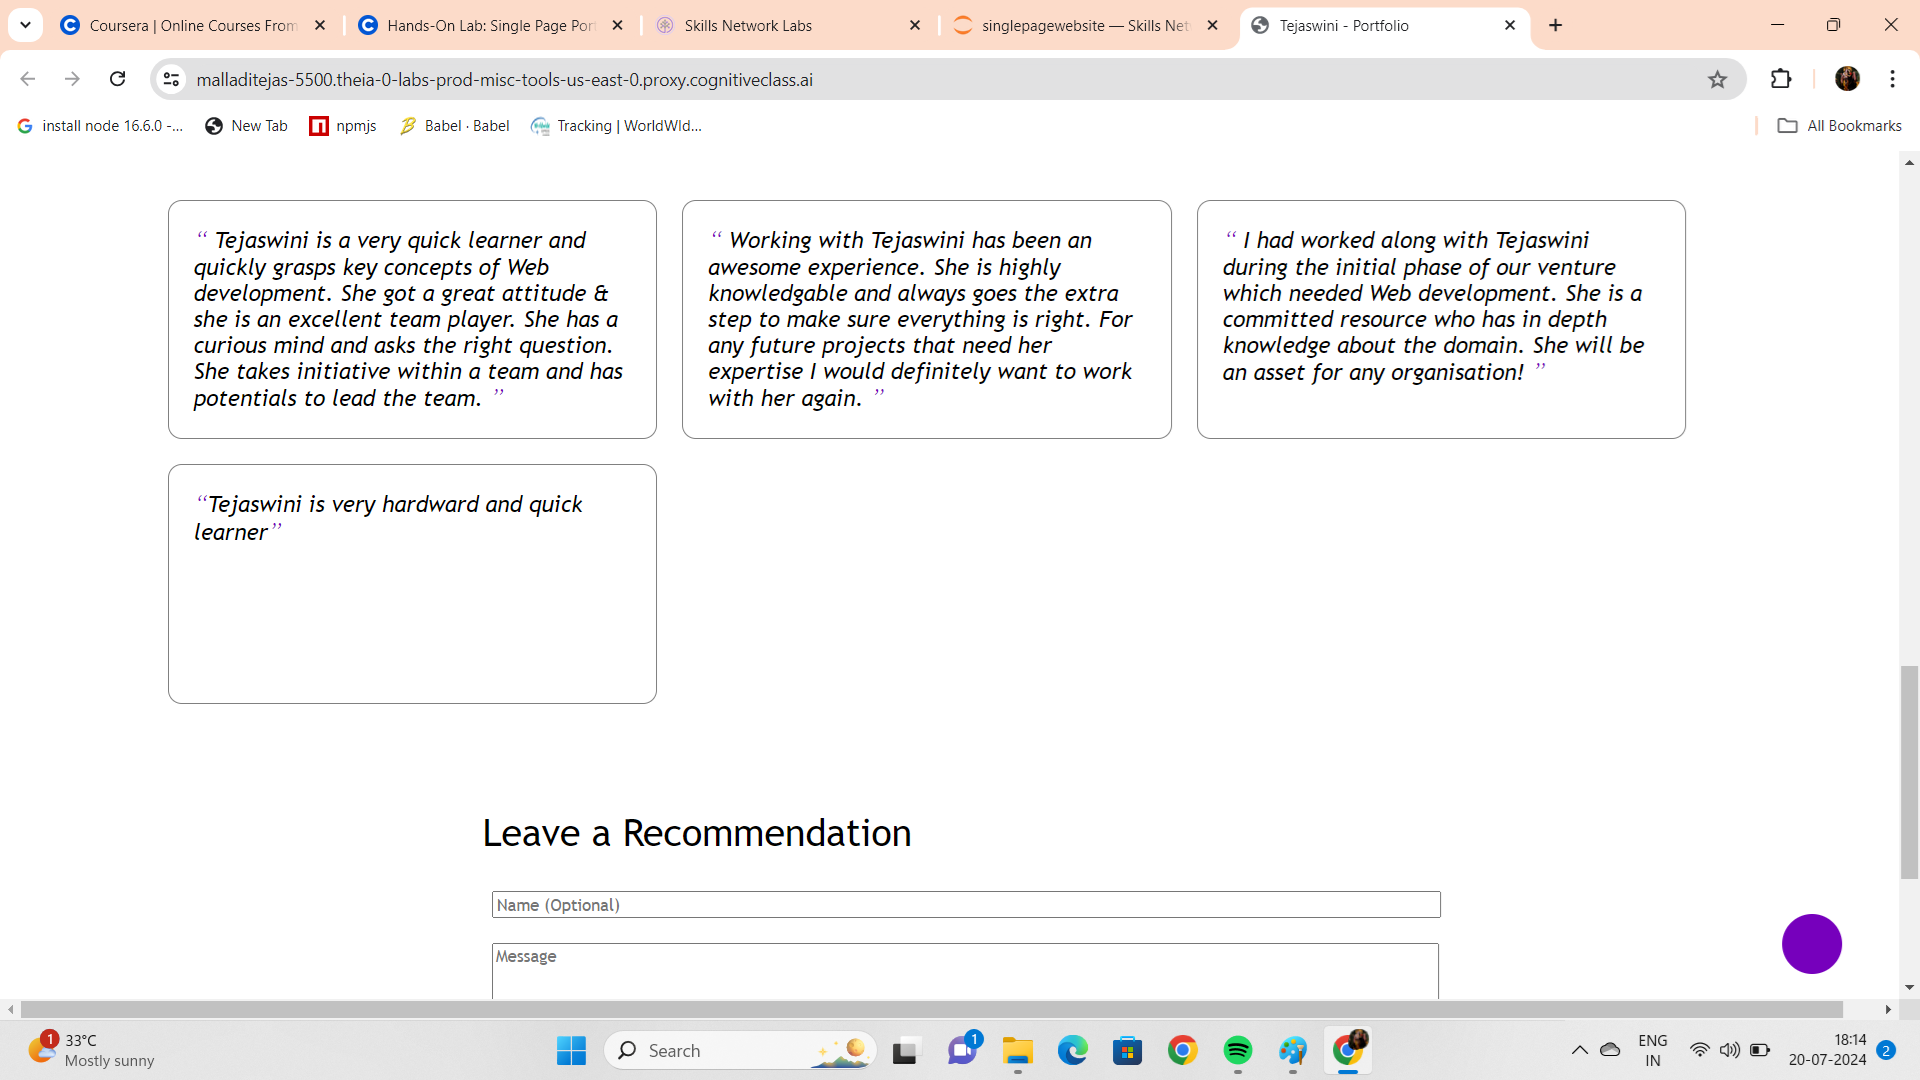 Coursera | Online Courses From
Hands-On Lab: Single Page Port
Skills Network Labs
singlepagewebsite — Skills Net
Tejaswini - Portfolio
malladitejas-5500.theia-0-labs-prod-misc-tools-us-east-0.proxy.cognitiveclass.ai
install node 16.6.0 -...
New Tab
npmjs
Babel · Babel
Tracking | WorldWId...
All Bookmarks
“ Tejaswini is a very quick learner and
quickly grasps key concepts of Web
development. She got a great attitude &
she is an excellent team player. She has a
curious mind and asks the right question.
She takes initiative within a team and has
potentials to lead the team. ”
“ Working with Tejaswini has been an
awesome experience. She is highly
knowledgable and always goes the extra
step to make sure everything is right. For
any future projects that need her
expertise I would definitely want to work
with her again. ”
“ I had worked along with Tejaswini
during the initial phase of our venture
which needed Web development. She is a
committed resource who has in depth
knowledge about the domain. She will be
an asset for any organisation! ”
“Tejaswini is very hardward and quick
learner”
Leave a Recommendation
Name (Optional)
Message
1
33°C
Mostly sunny
Search
1
ENG
IN
18:14
20-07-2024
2